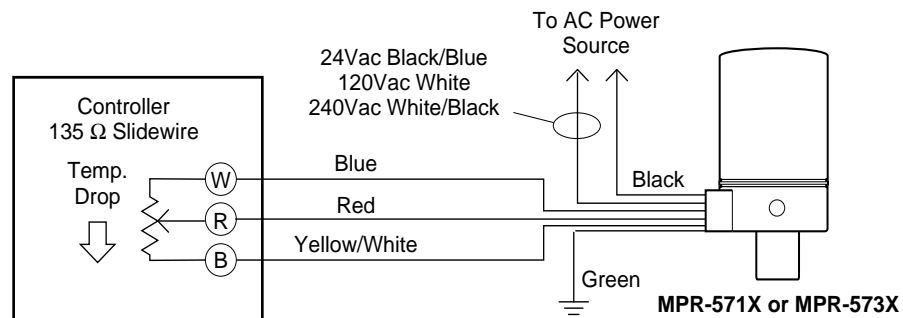 To AC Power
Source
24Vac Black/Blue
120Vac White
240Vac White/Black
Controller
135 Ω Slidewire
Temp.
Drop
W
R
B
Blue
Red
Yellow/White
Black
Green
MPR-571X or MPR-573X